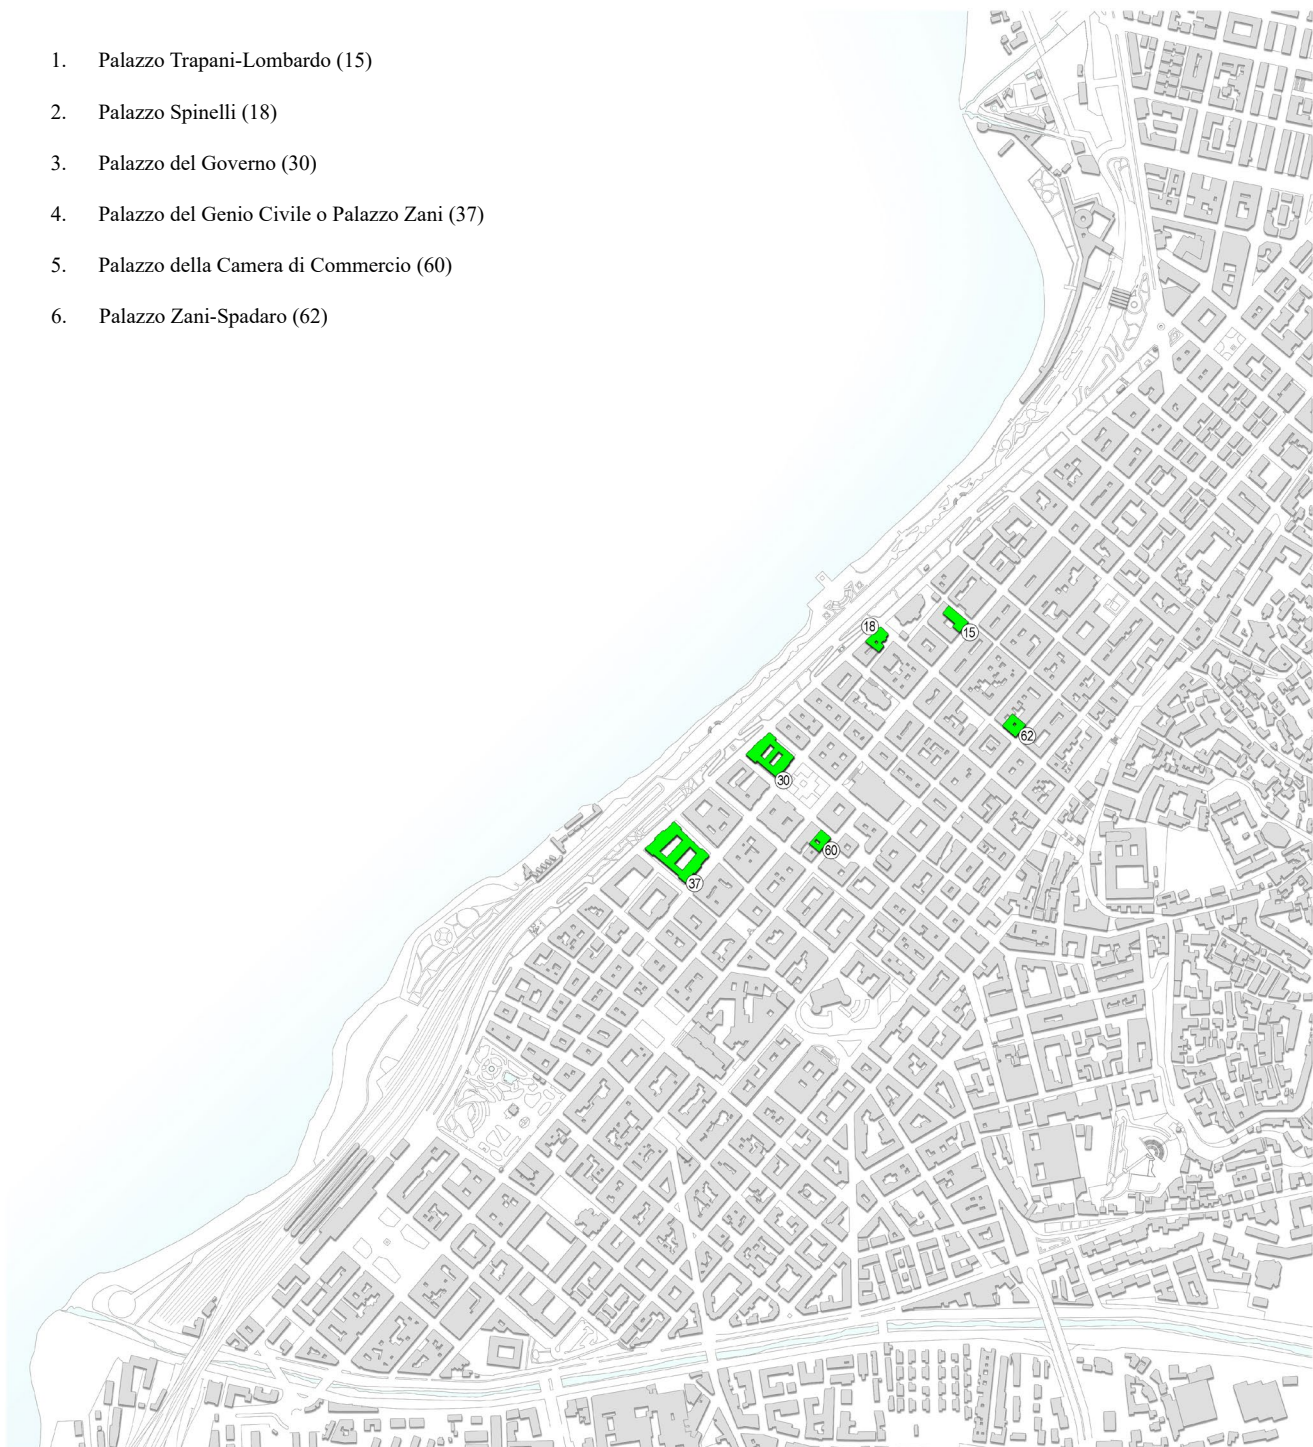 1. Palazzo Trapani-Lombardo (15)
2. Palazzo Spinelli (18)
3. Palazzo del Governo (30)
4. Palazzo del Genio Civile o Palazzo Zani (37)
5. Palazzo della Camera di Commercio (60)
6. Palazzo Zani-Spadaro (62)
18
15
62
30
60
37